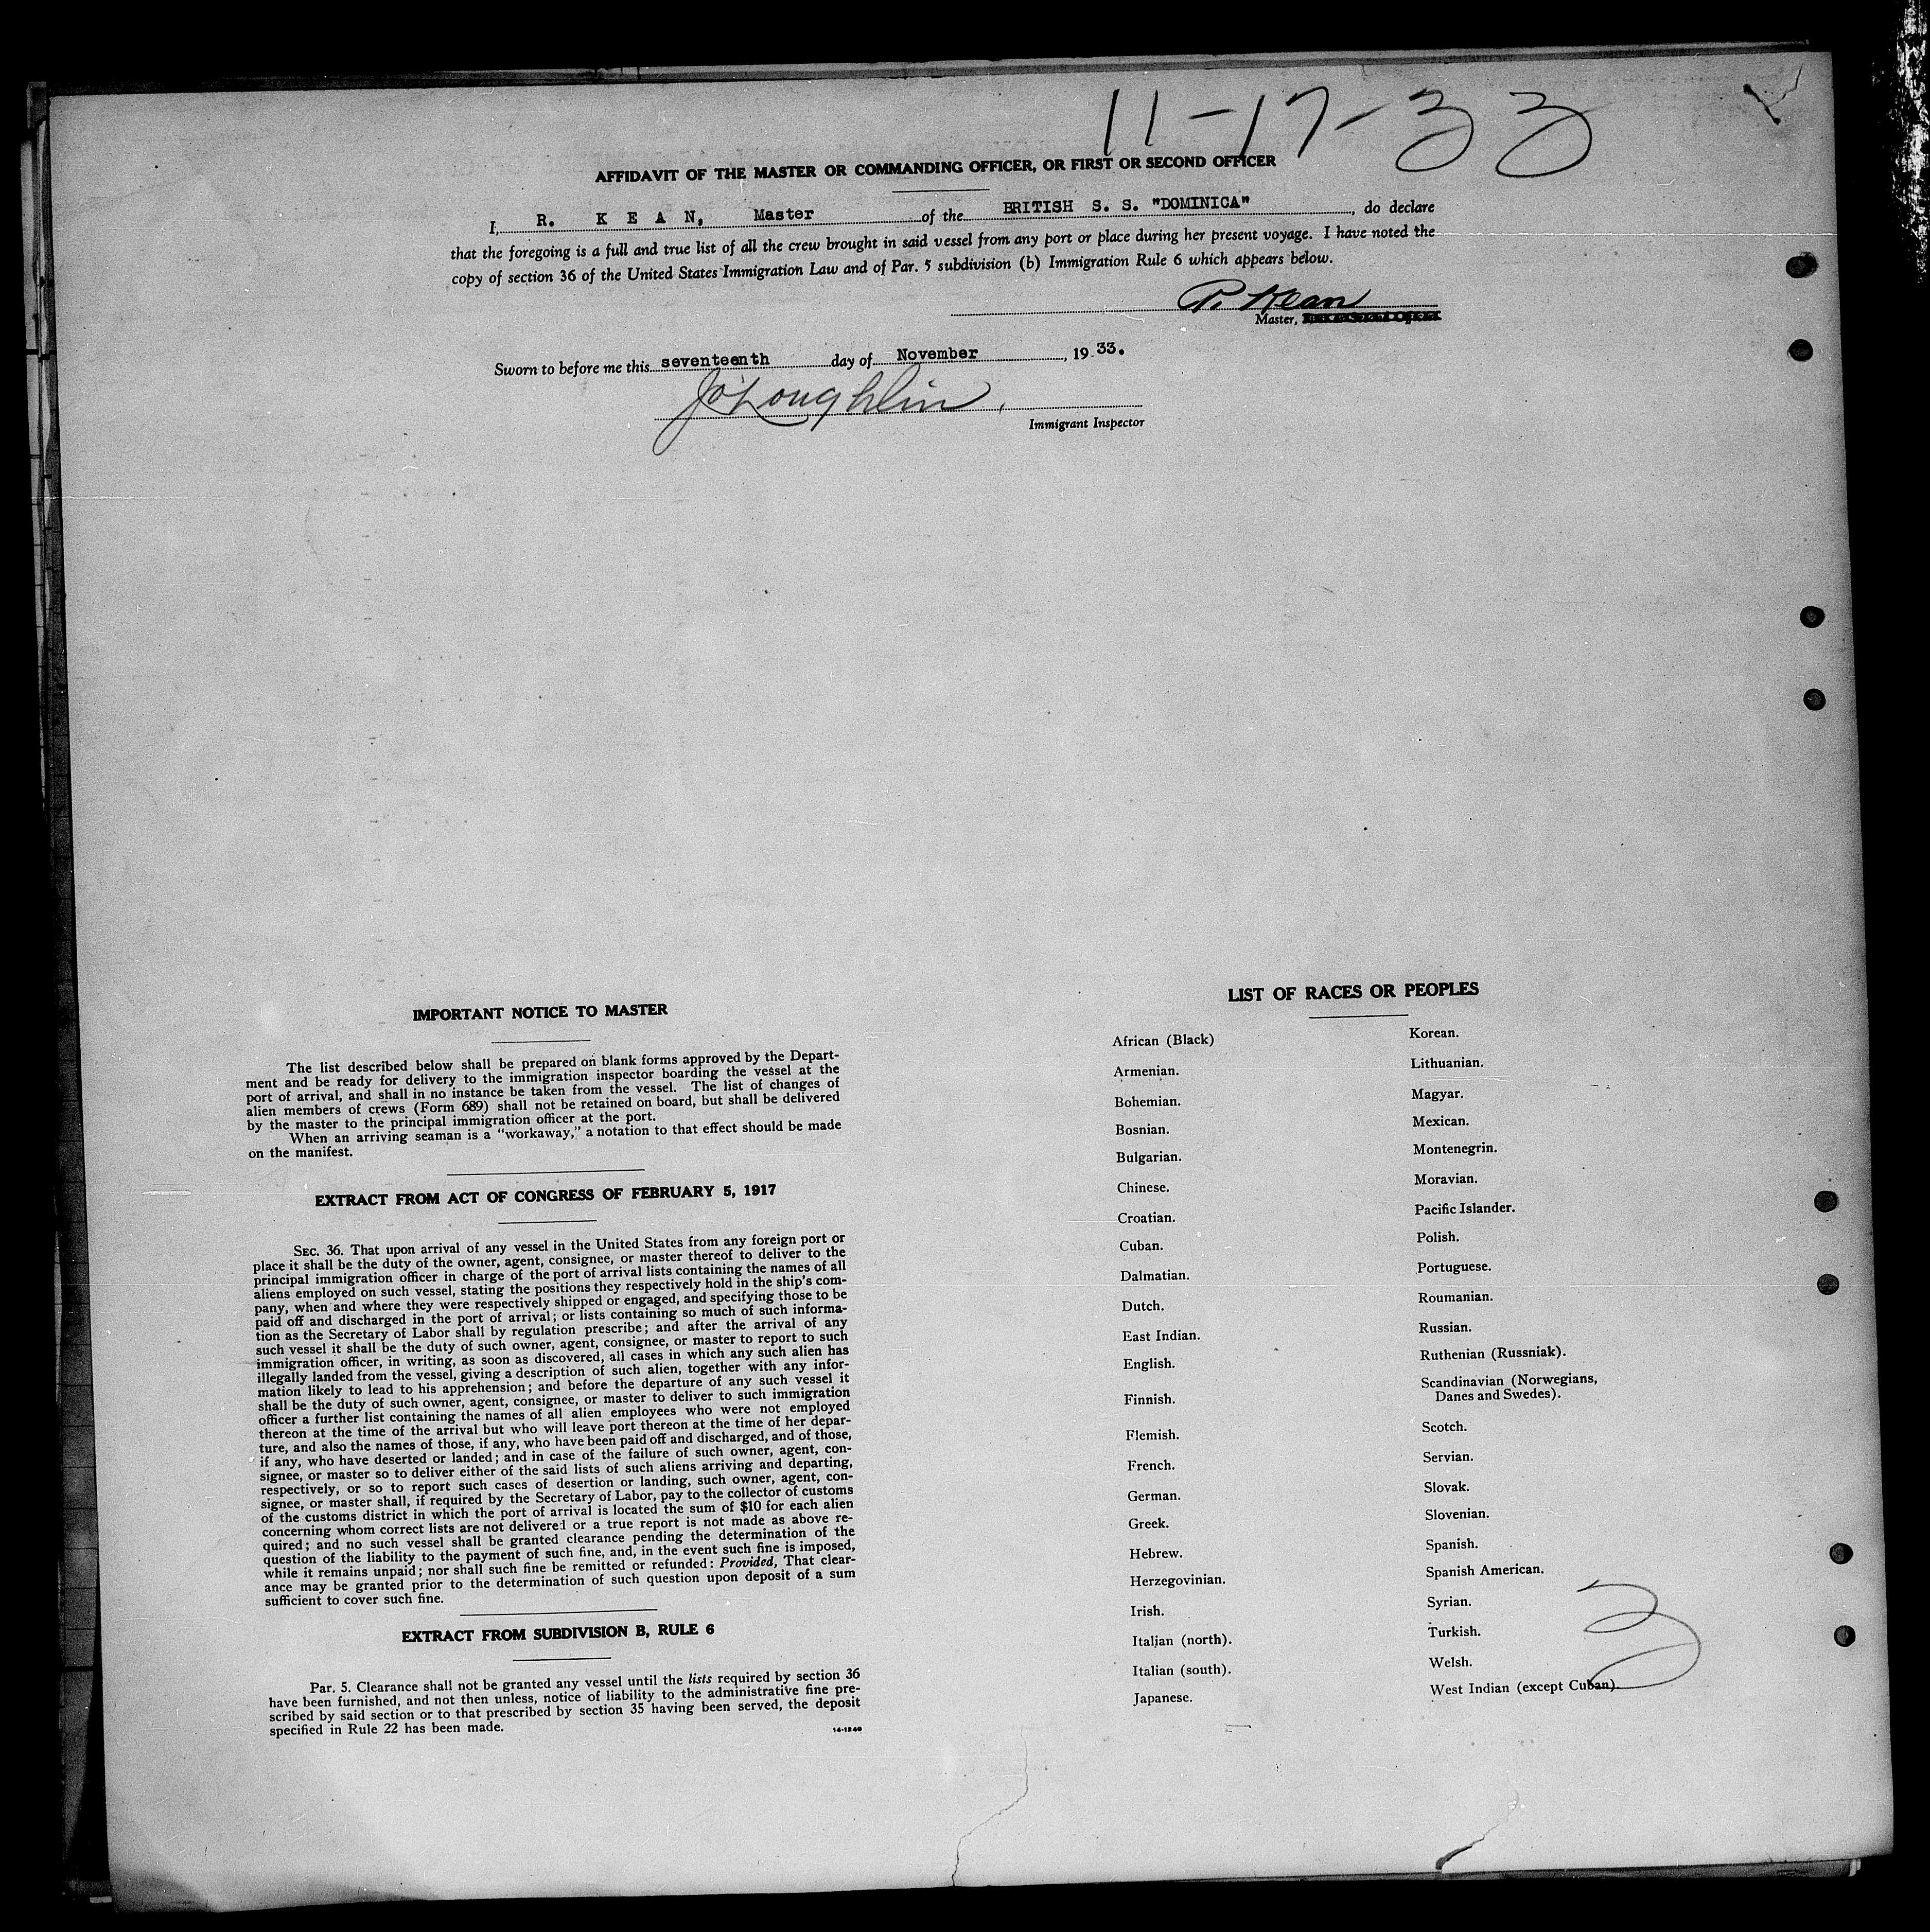 11-17-33
AFFIDAVIT OF THE MASTER OR COMMANDING OFFICER, OR FIRST OR SECOND OFFICER
I, R. KEAN, Master of the BRITISH S. S. "DOMINICA", do declare
that the foregoing is a full and true list of all the crew brought in said vessel from any port or place during her present voyage. I have noted the
copy of section 36 of the United States Immigration Law and of Par. 5 subdivision (b) Immigration Rule 6 which appears below.
R. Kean
Master,
Sworn to before me this seventeenth day of November, 1933.
J O'Loughlin
Immigrant Inspector
IMPORTANT NOTICE TO MASTER
The list described below shall be prepared on blank forms approved by the Depart-
ment and be ready for delivery to the immigration inspector boarding the vessel at the
port of arrival, and shall in no instance be taken from the vessel. The list of changes of
alien members of crews (Form 689) shall not be retained on board, but shall be delivered
by the master to the principal immigration officer at the port.
When an arriving seaman is a "workaway," a notation to that effect should be made
on the manifest.
EXTRACT FROM ACT OF CONGRESS OF FEBRUARY 5, 1917
SEC. 36. That upon arrival of any vessel in the United States from any foreign port or
place it shall be the duty of the owner, agent, consignee, or master thereof to deliver to the
principal immigration officer in charge of the port of arrival lists containing the names of all
aliens employed on such vessel, stating the positions they respectively hold in the ship's com-
pany, when and where they were respectively shipped or engaged, and specifying those to be
paid off and discharged in the port of arrival; or lists containing so much of such informa-
tion as the Secretary of Labor shall by regulation prescribe; and after the arrival of any
such vessel it shall be the duty of such owner, agent, consignee, or master to report to such
immigration officer, in writing, as soon as discovered, all cases in which any such alien has
illegally landed from the vessel, giving a description of such alien, together with any infor-
mation likely to lead to his apprehension; and before the departure of any such vessel it
shall be the duty of such owner, agent, consignee, or master to deliver to such immigration
officer a further list containing the names of all alien employees who were not employed
thereon at the time of the arrival but who will leave port thereon at the time of her depar-
ture, and also the names of those, if any, who have been paid off and discharged, and of those,
if any, who have deserted or landed; and in case of the failure of such owner, agent, con-
signee, or master so to deliver either of the said lists of such aliens arriving and departing,
respectively, or so to report such cases of desertion or landing, such owner, agent, con-
signee, or master shall, if required by the Secretary of Labor, pay to the collector of customs
of the customs district in which the port of arrival is located the sum of $10 for each alien
concerning whom correct lists are not delivered or a true report is not made as above re-
quired; and no such vessel shall be granted clearance pending the determination of the
question of the liability to the payment of such fine, and, in the event such fine is imposed,
while it remains unpaid; nor shall such fine be remitted or refunded: Provided, That clear-
ance may be granted prior to the determination of such question upon deposit of a sum
sufficient to cover such fine.
EXTRACT FROM SUBDIVISION B, RULE 6
Par. 5. Clearance shall not be granted any vessel until the lists required by section 36
have been furnished, and not then unless, notice of liability to the administrative fine pre-
scribed by said section or to that prescribed by section 35 having been served, the deposit
specified in Rule 22 has been made.
14-1240
LIST OF RACES OR PEOPLES
African (Black)
Armenian.
Bohemian.
Bosnian.
Bulgarian.
Chinese.
Croatian.
Cuban.
Dalmatian.
Dutch.
East Indian.
English.
Finnish.
Flemish.
French.
German.
Greek.
Hebrew.
Herzegovinian.
Irish.
Italian (north).
Italian (south).
Japanese.
Korean.
Lithuanian.
Magyar.
Mexican.
Montenegrin.
Moravian.
Pacific Islander.
Polish.
Portuguese.
Roumanian.
Russian.
Ruthenian (Russniak).
Scandinavian (Norwegians,
Danes and Swedes).
Scotch.
Servian.
Slovak.
Slovenian.
Spanish.
Spanish American.
Syrian.
Turkish.
Welsh.
West Indian (except Cuban).
3